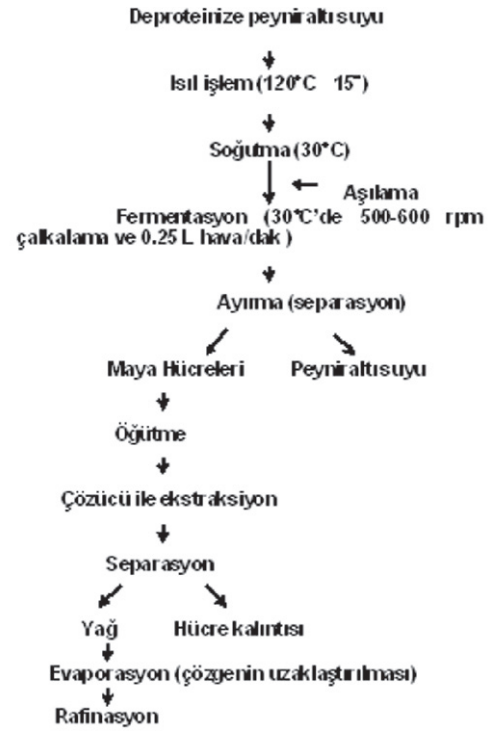 Deproteinize peyniraltı suyu
Isıl işlem (120°C 15")
Soğutma (30°C)
Aşılama
Fermentasyon (30°C'de 500-600 rpm
çalkalama ve 0.25 L hava/dak )
Ayırma (separasyon)
Maya Hücreleri Peyniraltısuyu
Öğütme
Çözücü ile ekstraksiyon
Separasyon
Yağ Hücre kalıntısı
Evaporasyon (çözgenin uzaklaştırılması)
Rafinasyon